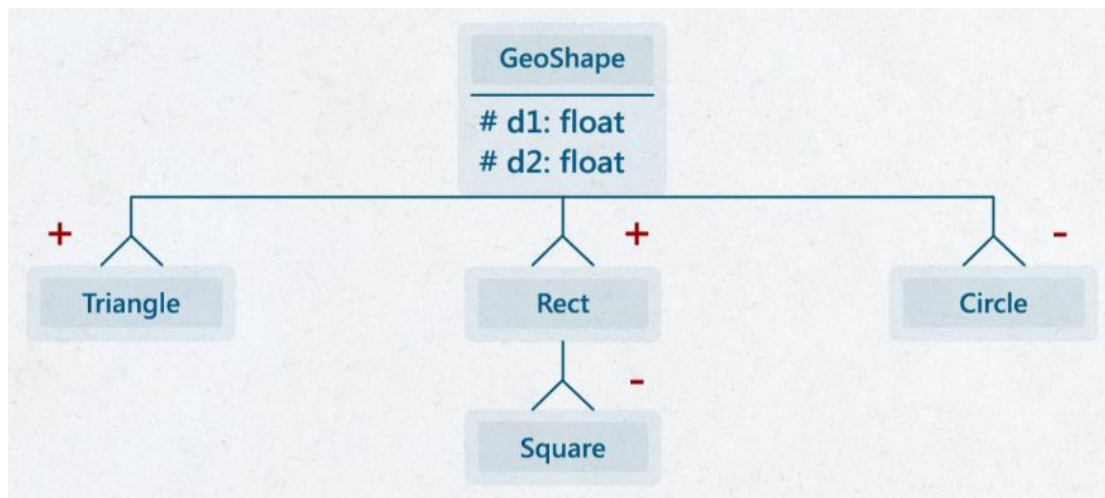 GeoShape
# d1: float
# d2: float
+
+
-
Triangle
Rect
Circle
-
Square